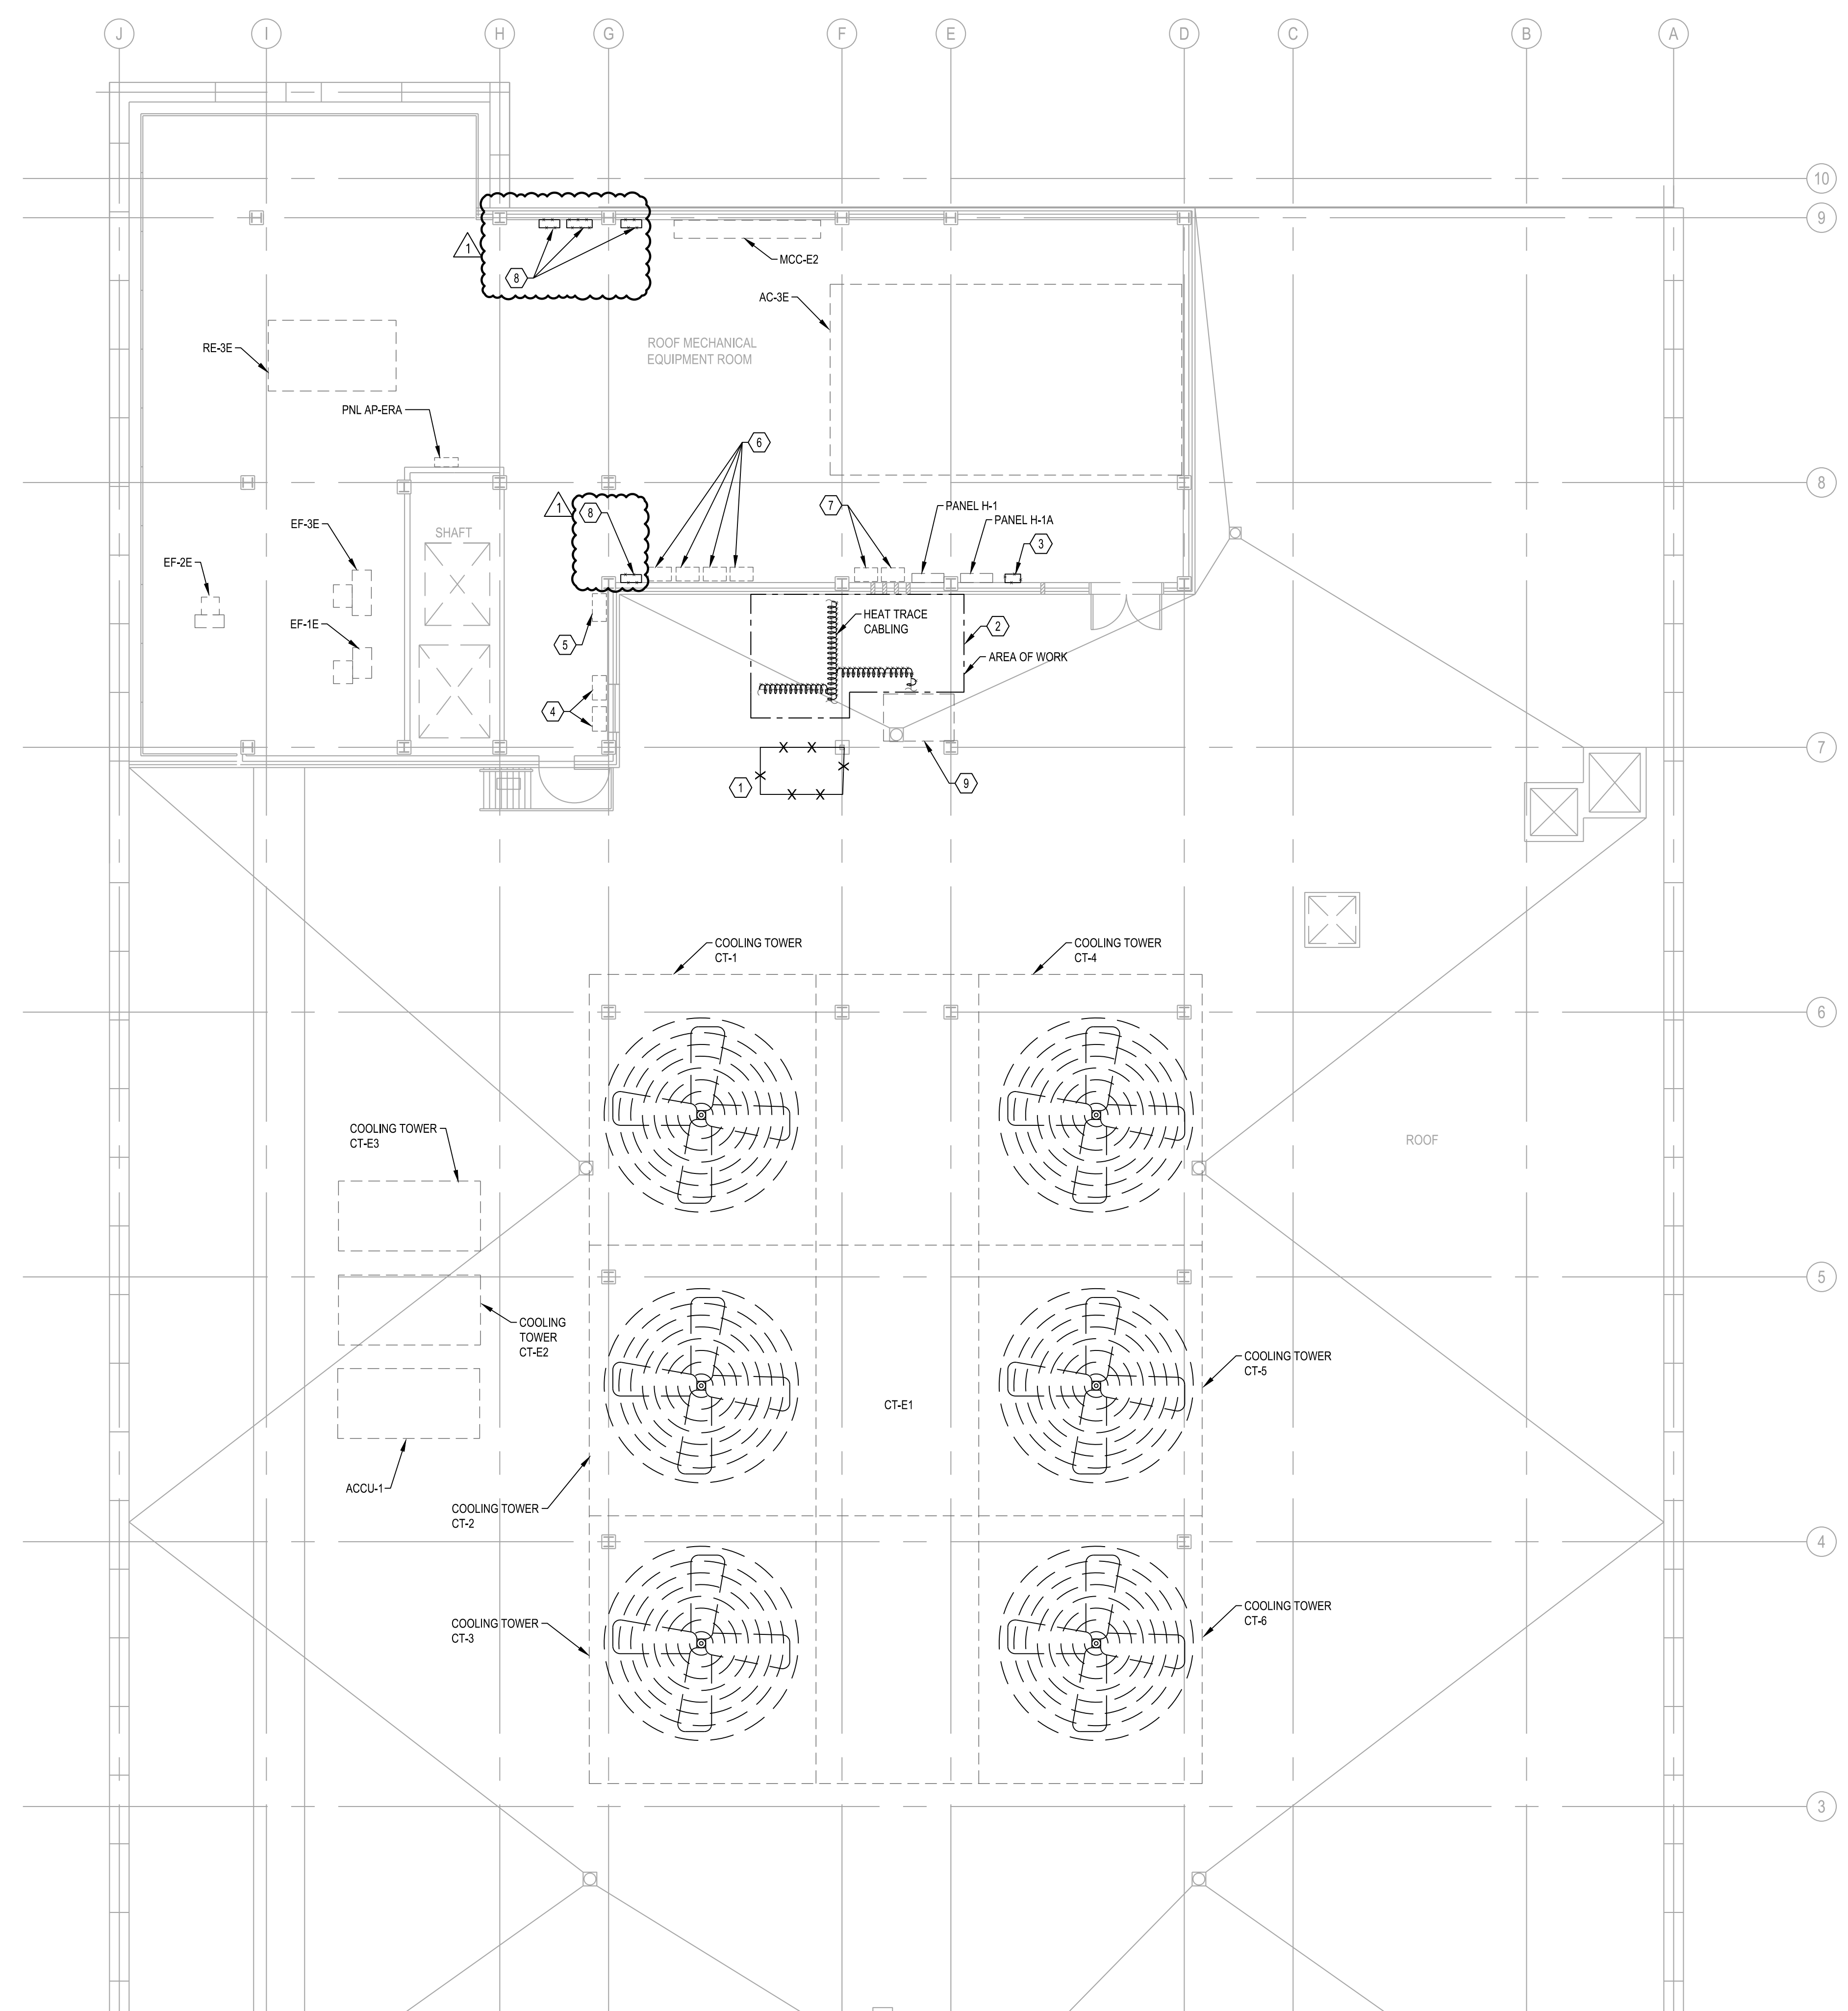 J
I
H
G
F
E
D
C
B
A
10
9
1
8
MCC-E2
AC-3E
ROOF MECHANICAL
EQUIPMENT ROOM
RE-3E
PNL AP-ERA
6
8
1
8
7
PANEL H-1
PANEL H-1A
3
EF-3E
SHAFT
EF-2E
EF-1E
HEAT TRACE
CABLING
2
5
AREA OF WORK
4
7
1
9
COOLING TOWER
CT-1
COOLING TOWER
CT-4
6
COOLING TOWER
CT-E3
ROOF
5
COOLING
TOWER
CT-E2
COOLING TOWER
CT-5
CT-E1
ACCU-1
COOLING TOWER
CT-2
4
COOLING TOWER
CT-3
COOLING TOWER
CT-6
3